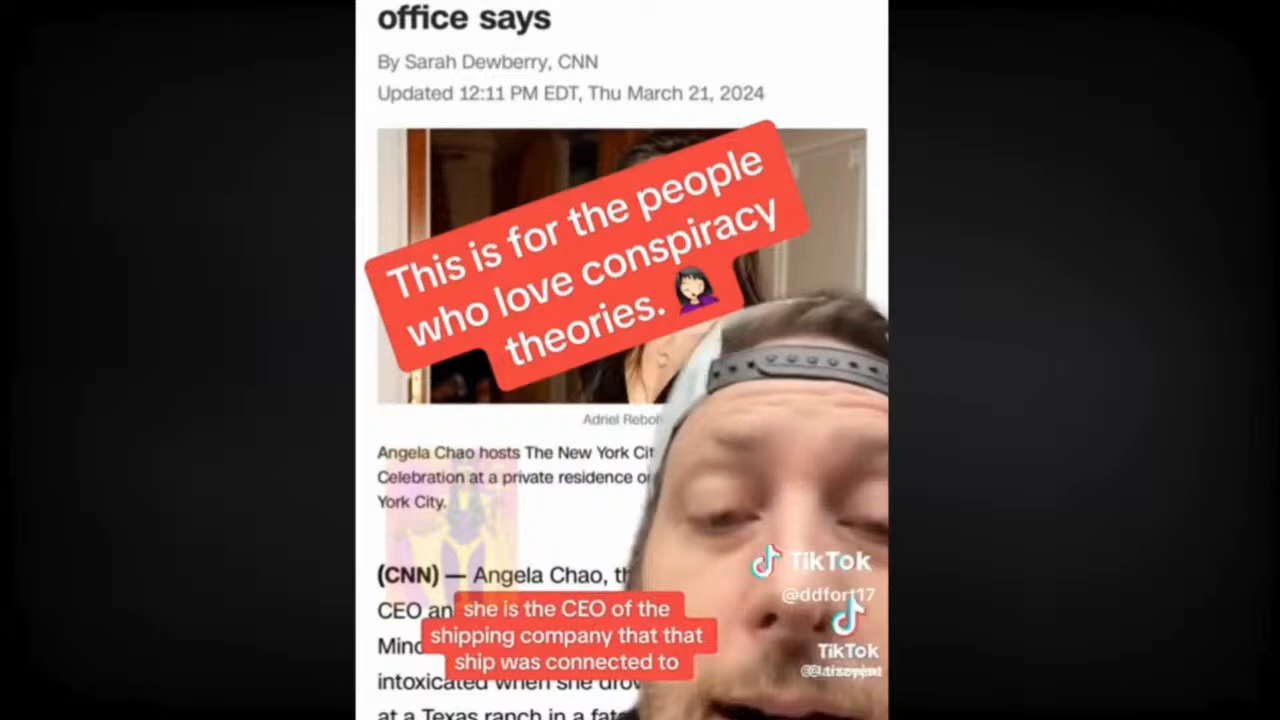 office says
By Sarah Dewberry, CNN
Updated 12:11 PM EDT, Thu March 21, 2024
This is for the people
who love conspiracy
theories.
Adriel Reboh
Angela Chao hosts The New York Cit
Celebration at a private residence o
York City.
(CNN) — Angela Chao, th
CEO an
she is the CEO of the
shipping company that that
ship was connected to
intoxicated when she drov
at a Texas ranch in a fat
TikTok
@ddfort17
TikTok